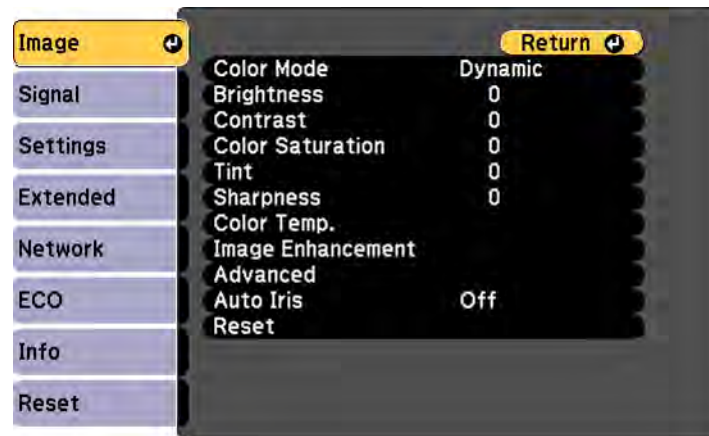 Image
Signal
Settings
Extended
Network
ECO
Info
Reset
Return
Color Mode Dynamic
Brightness 0
Contrast 0
Color Saturation 0
Tint 0
Sharpness 0
Color Temp.
Image Enhancement
Advanced
Auto Iris Off
Reset